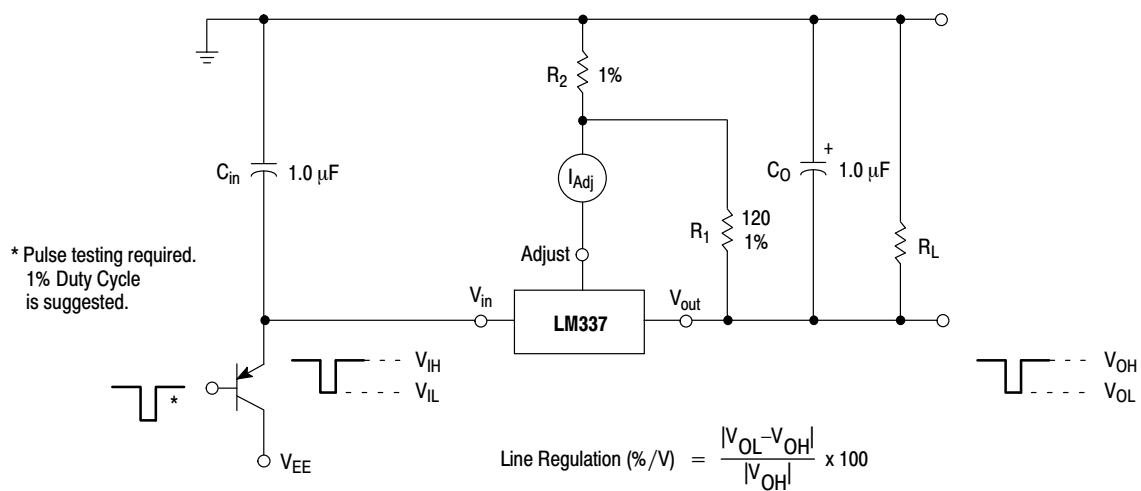 R2 1%
Cin 1.0 μF
IAdj
CO + 1.0 μF
R1 120
1%
RL
* Pulse testing required.
1% Duty Cycle
is suggested.
Adjust
Vin
LM337
Vout
VIH
VIL
*
VEE
VOH
VOL
Line Regulation (%/V) = |VOL–VOH| / |VOH| x 100